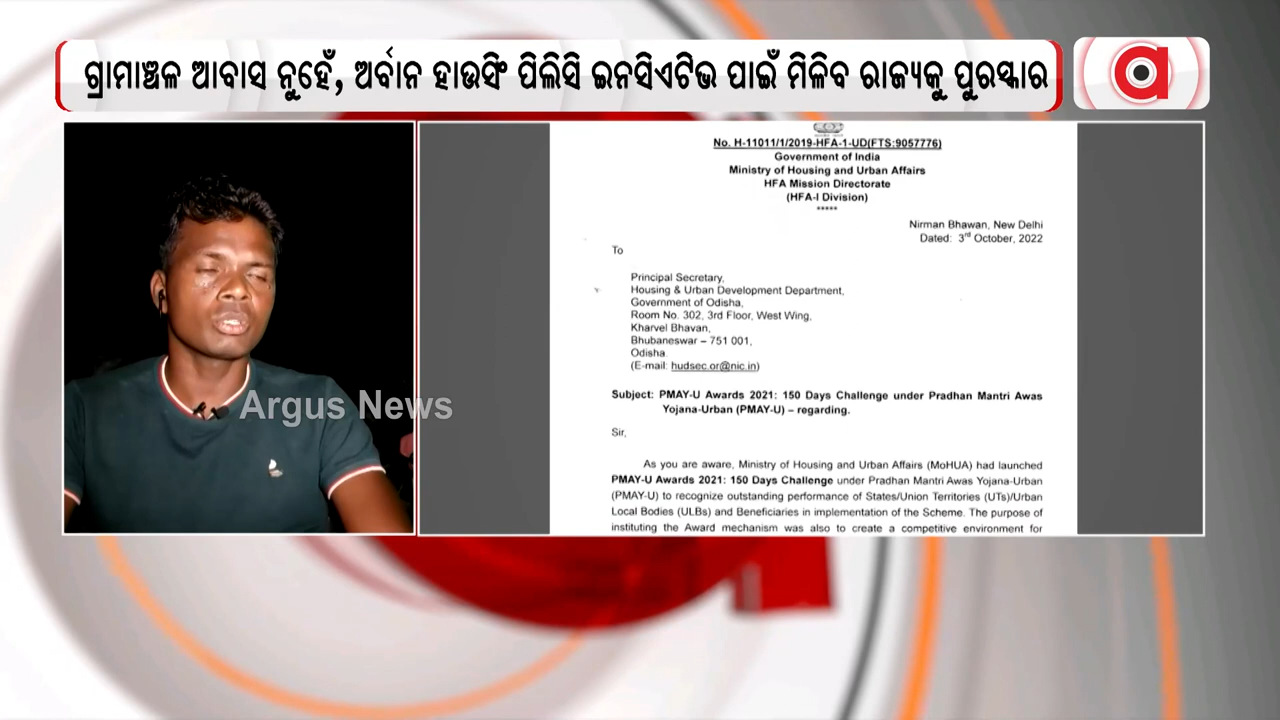 ଗ୍ରାମାଞ୍ଚଳ ଆବାସ ନୁହେଁ, ଅର୍ବାନ ହାଉସିଂ ପିଲିସି ଇନସିଏଟିଭ ପାଇଁ ମିଳିବ ରାଜ୍ୟକୁ ପୁରସ୍କାର
a
No. H-11011/1/2019-HFA-1-UD(FTS:9057776)
Government of India
Ministry of Housing and Urban Affairs
HFA Mission Directorate
(HFA-I Division)
*****
Nirman Bhawan, New Delhi
Dated: 3rd October, 2022
To
Principal Secretary,
Housing & Urban Development Department,
Government of Odisha,
Room No. 302, 3rd Floor, West Wing,
Kharvel Bhavan,
Bhubaneswar – 751 001,
Odisha.
(E-mail: hudsec.or@nic.in)
Subject: PMAY-U Awards 2021: 150 Days Challenge under Pradhan Mantri Awas
Yojana-Urban (PMAY-U) – regarding.
Sir,
As you are aware, Ministry of Housing and Urban Affairs (MoHUA) had launched
PMAY-U Awards 2021: 150 Days Challenge under Pradhan Mantri Awas Yojana-Urban
(PMAY-U) to recognize outstanding performance of States/Union Territories (UTs)/Urban
Local Bodies (ULBs) and Beneficiaries in implementation of the Scheme. The purpose of
instituting the Award mechanism was also to create a competitive environment for
Argus News